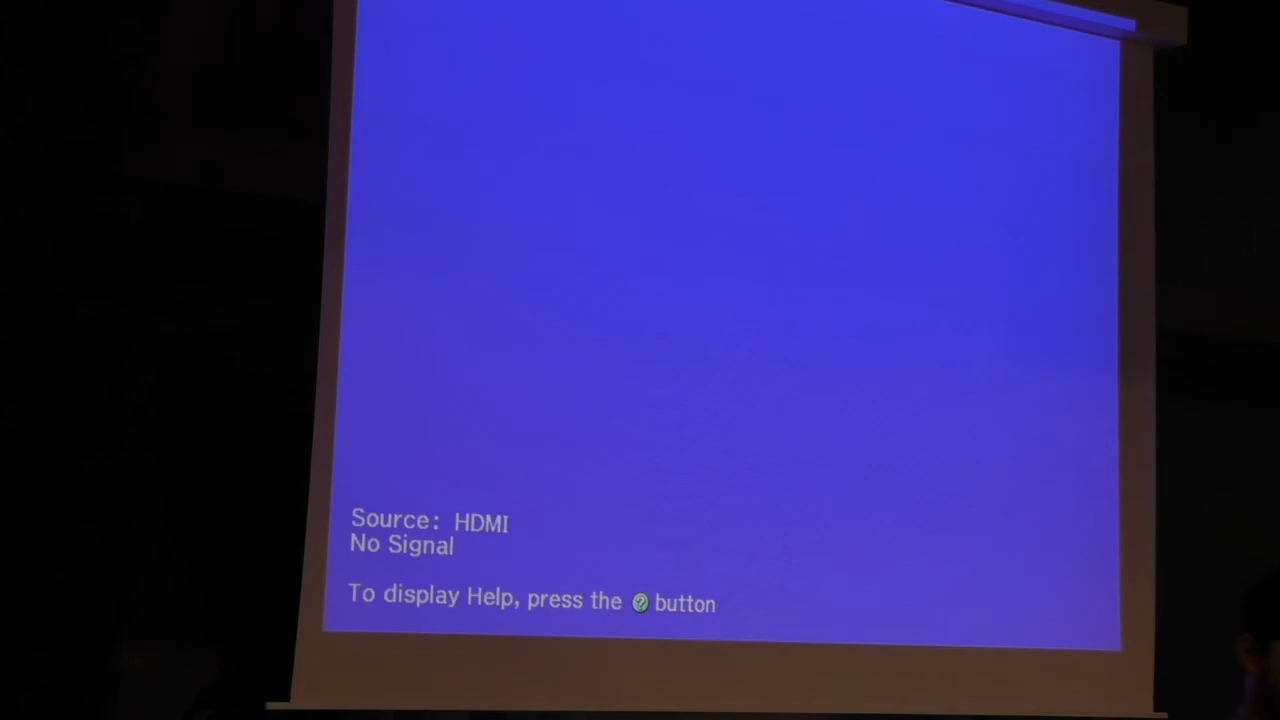 Source: HDMI
No Signal
To display Help, press the ? button